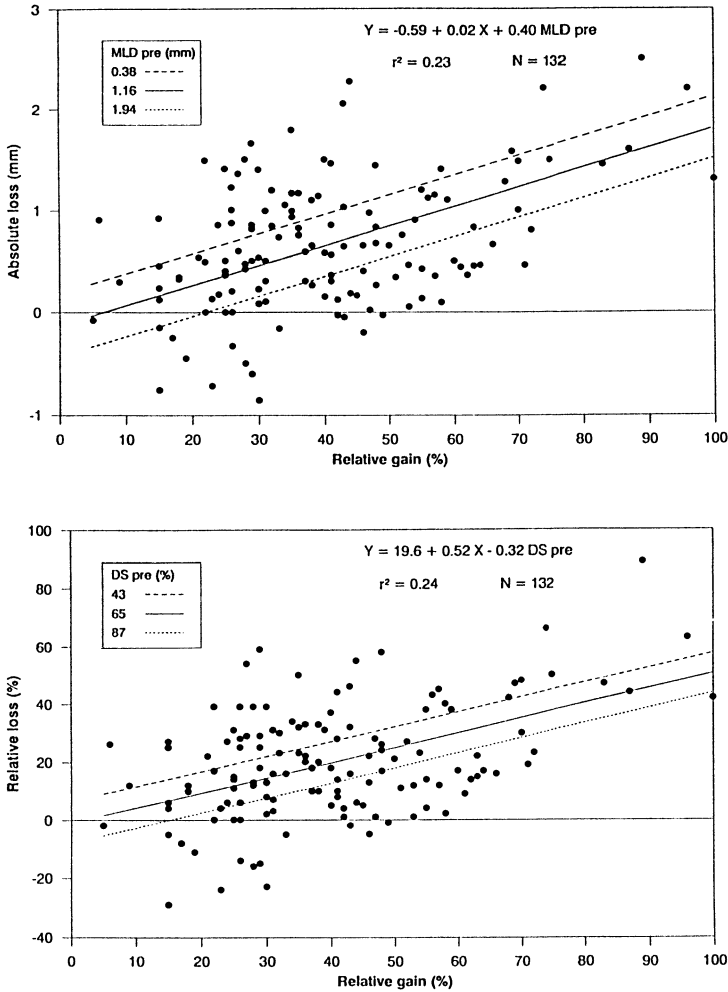 Y = -0.59 + 0.02 X + 0.40 MLD pre
r² = 0.23 N = 132
MLD pre (mm)
0.38
1.16
1.94
Absolute loss (mm)
3
2
1
0
-1
0 10 20 30 40 50 60 70 80 90 100
Relative gain (%)
Y = 19.6 + 0.52 X - 0.32 DS pre
r² = 0.24 N = 132
DS pre (%)
43
65
87
Relative loss (%)
100
80
60
40
20
0
-20
-40
0 10 20 30 40 50 60 70 80 90 100
Relative gain (%)